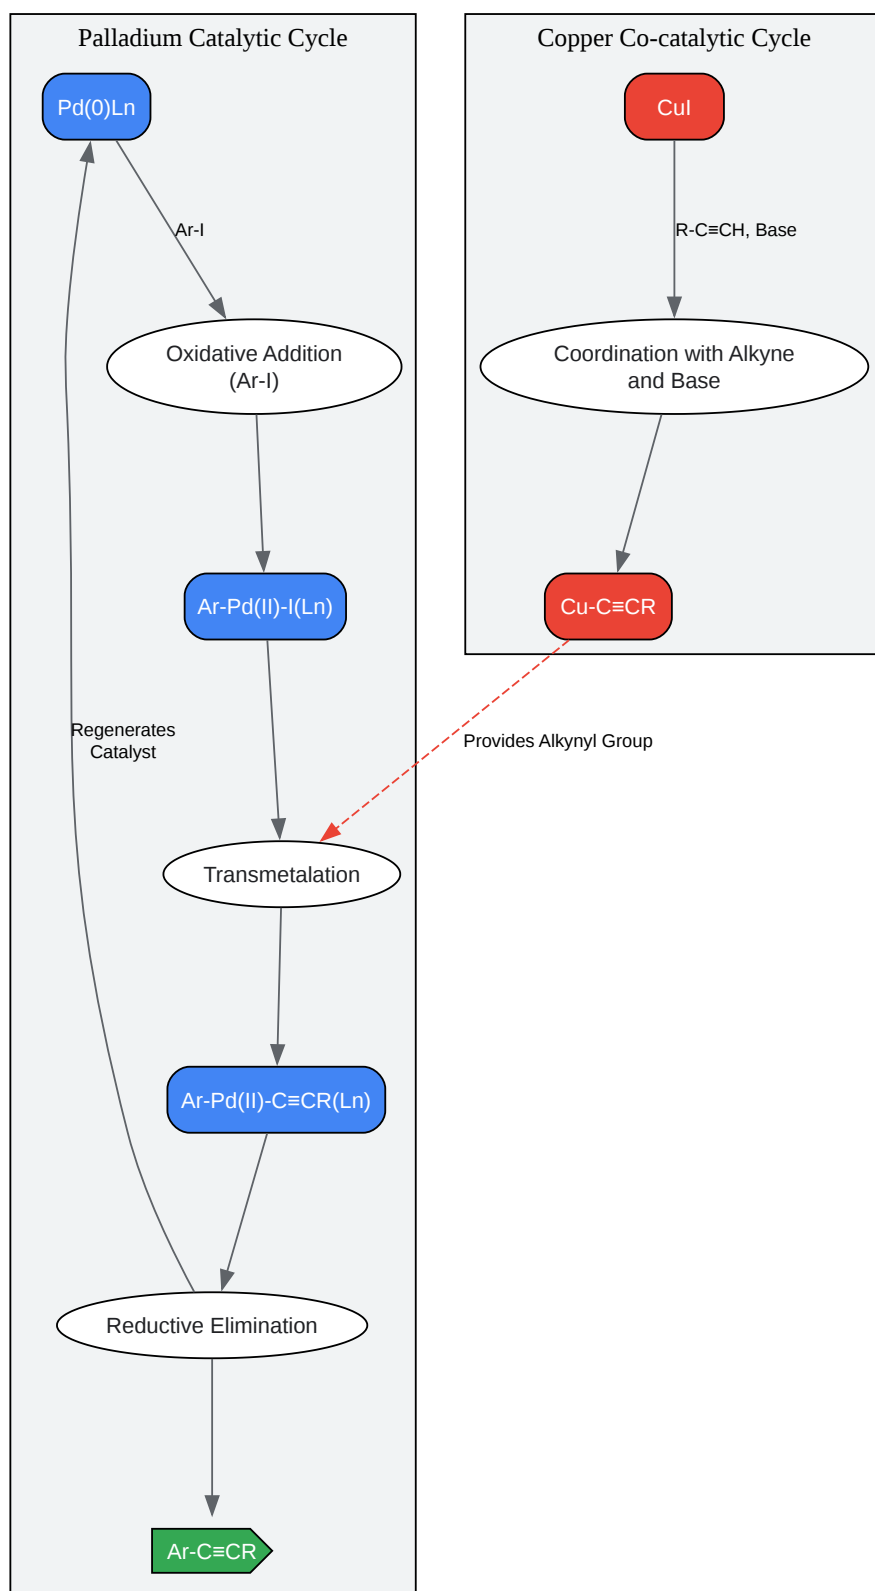 Palladium Catalytic Cycle
Pd(0)Ln
Ar-I
Oxidative Addition
(Ar-I)
Ar-Pd(II)-I(Ln)
Regenerates
Catalyst
Transmetalation
Ar-Pd(II)-C≡CR(Ln)
Reductive Elimination
Ar-C≡CR
Copper Co-catalytic Cycle
CuI
R-C≡CH, Base
Coordination with Alkyne
and Base
Cu-C≡CR
Provides Alkynyl Group